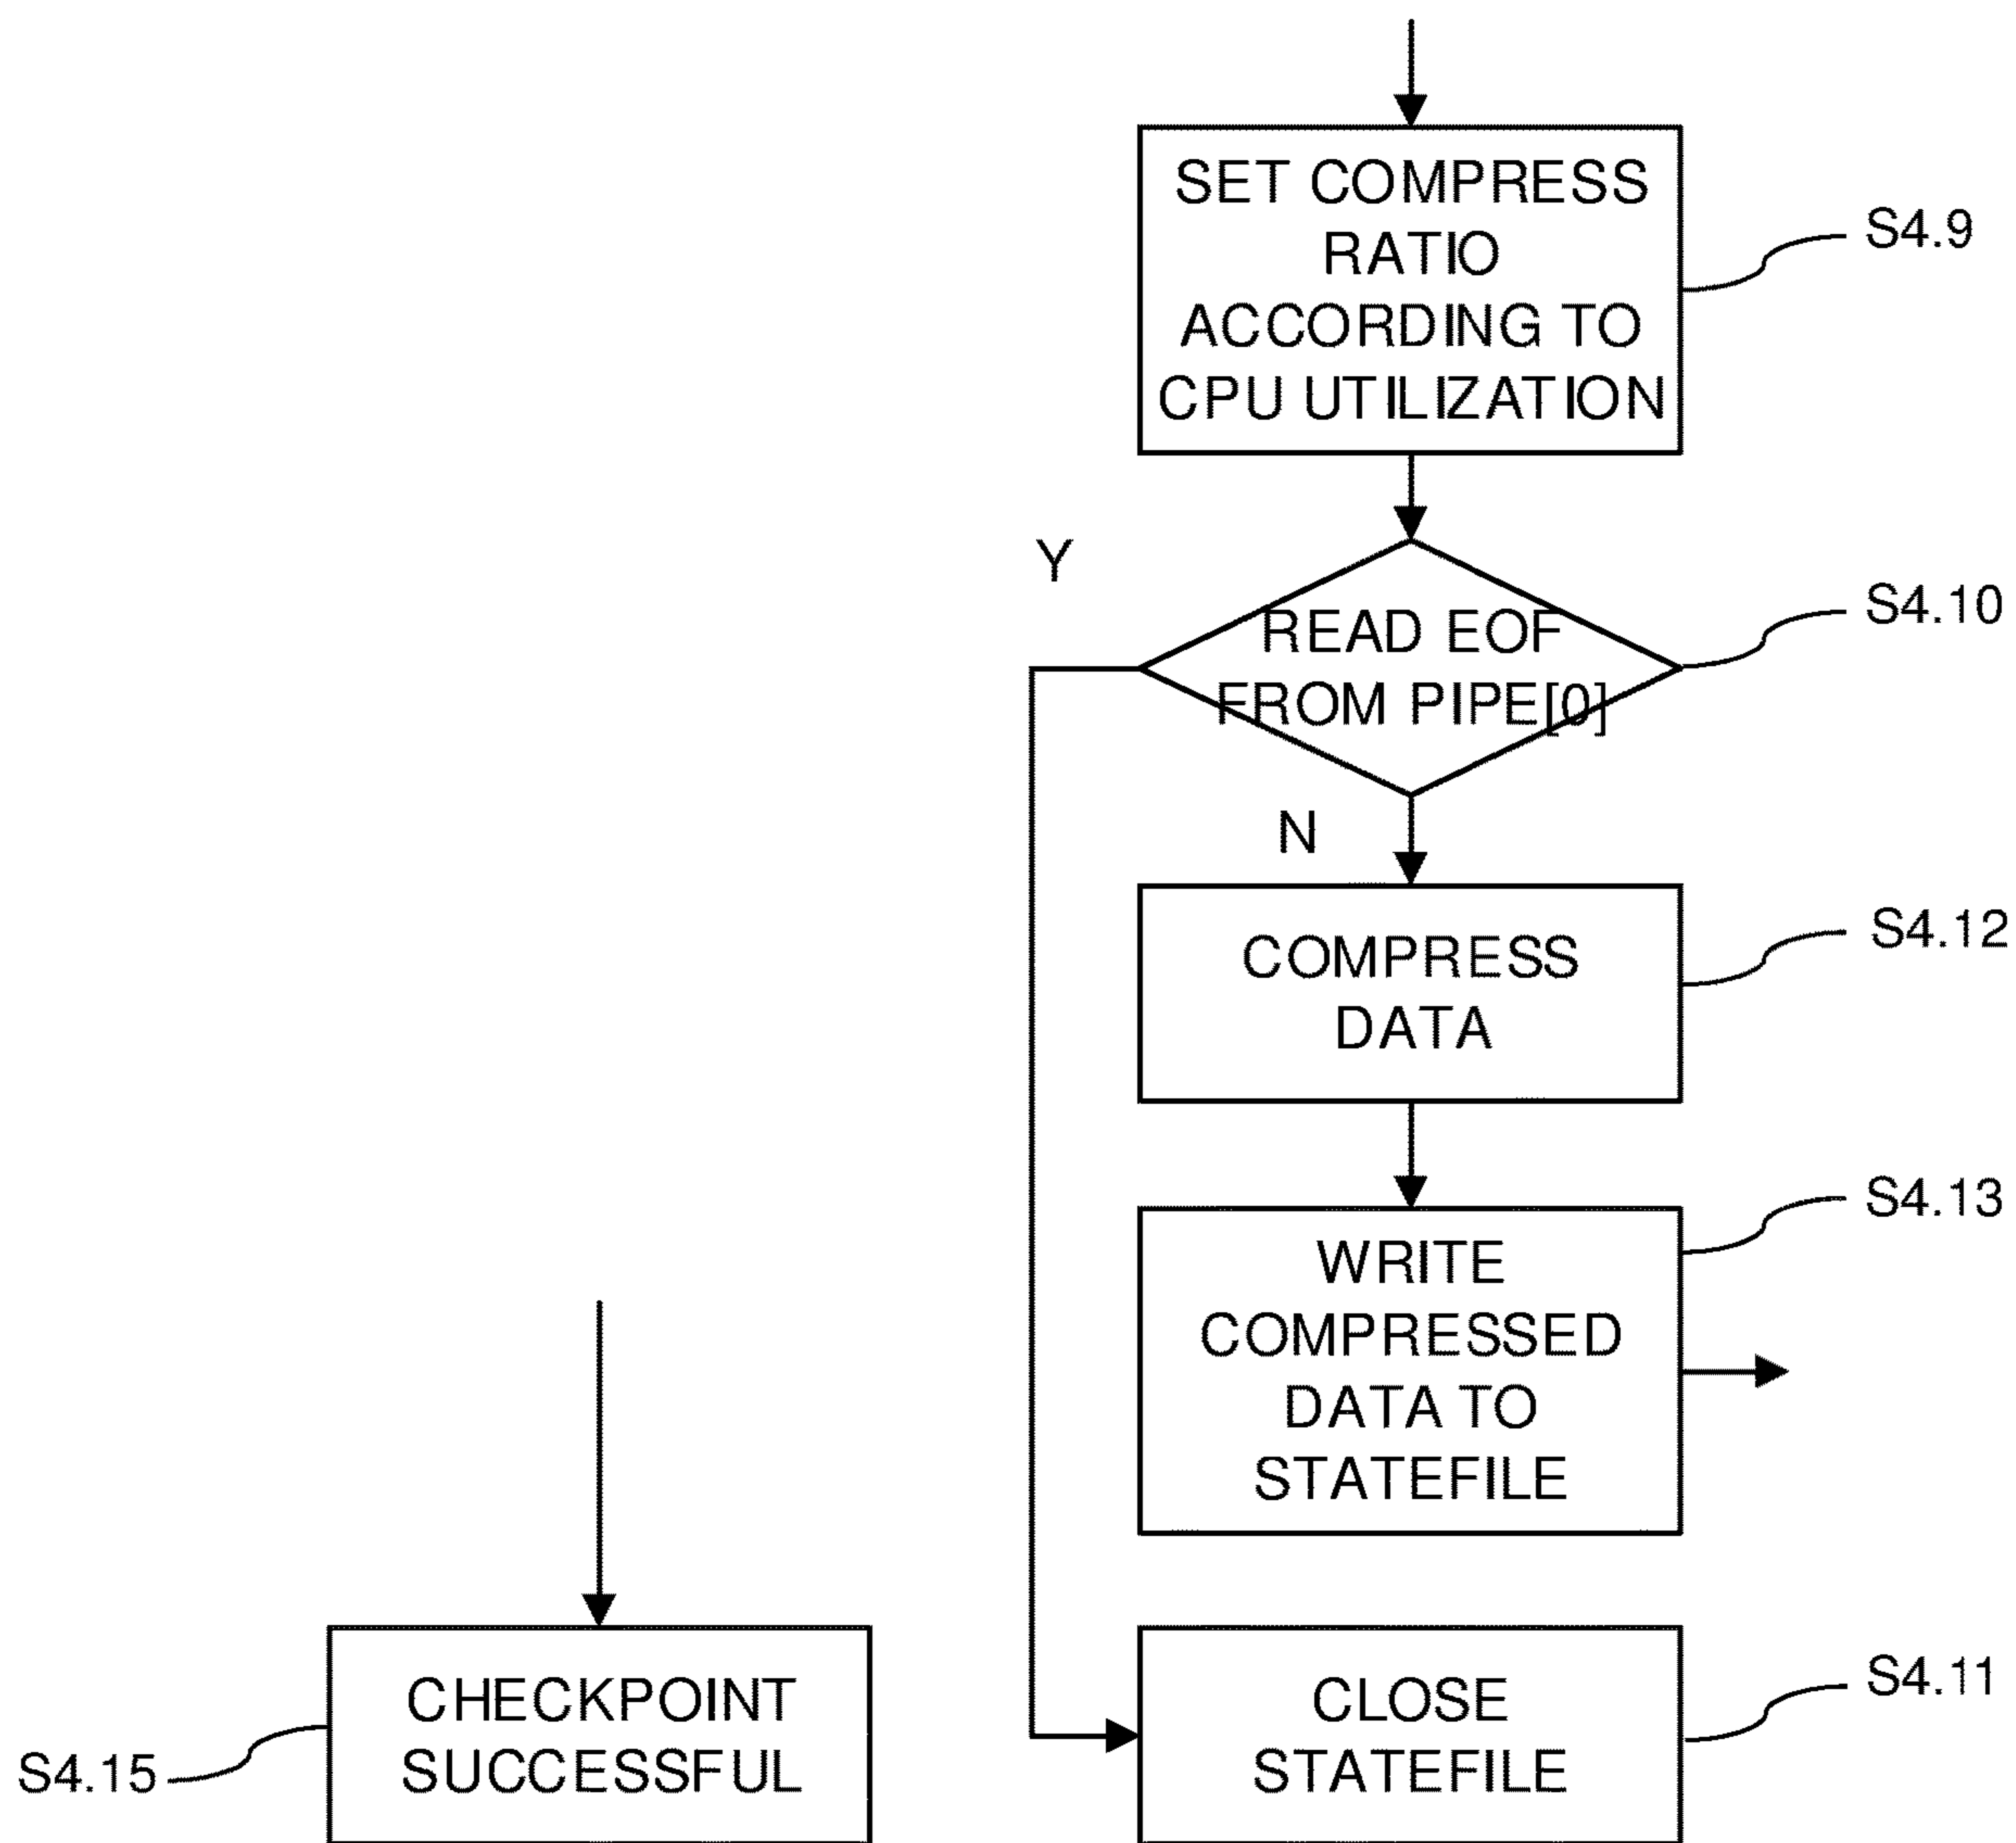 SET COMPRESS
RATIO
ACCORDING TO
CPU UTILIZATION
S4.9
Y
READ EOF
FROM PIPE[0]
S4.10
N
COMPRESS
DATA
S4.12
WRITE
COMPRESSED
DATA TO
STATEFILE
S4.13
CHECKPOINT
SUCCESSFUL
S4.15
CLOSE
STATEFILE
S4.11